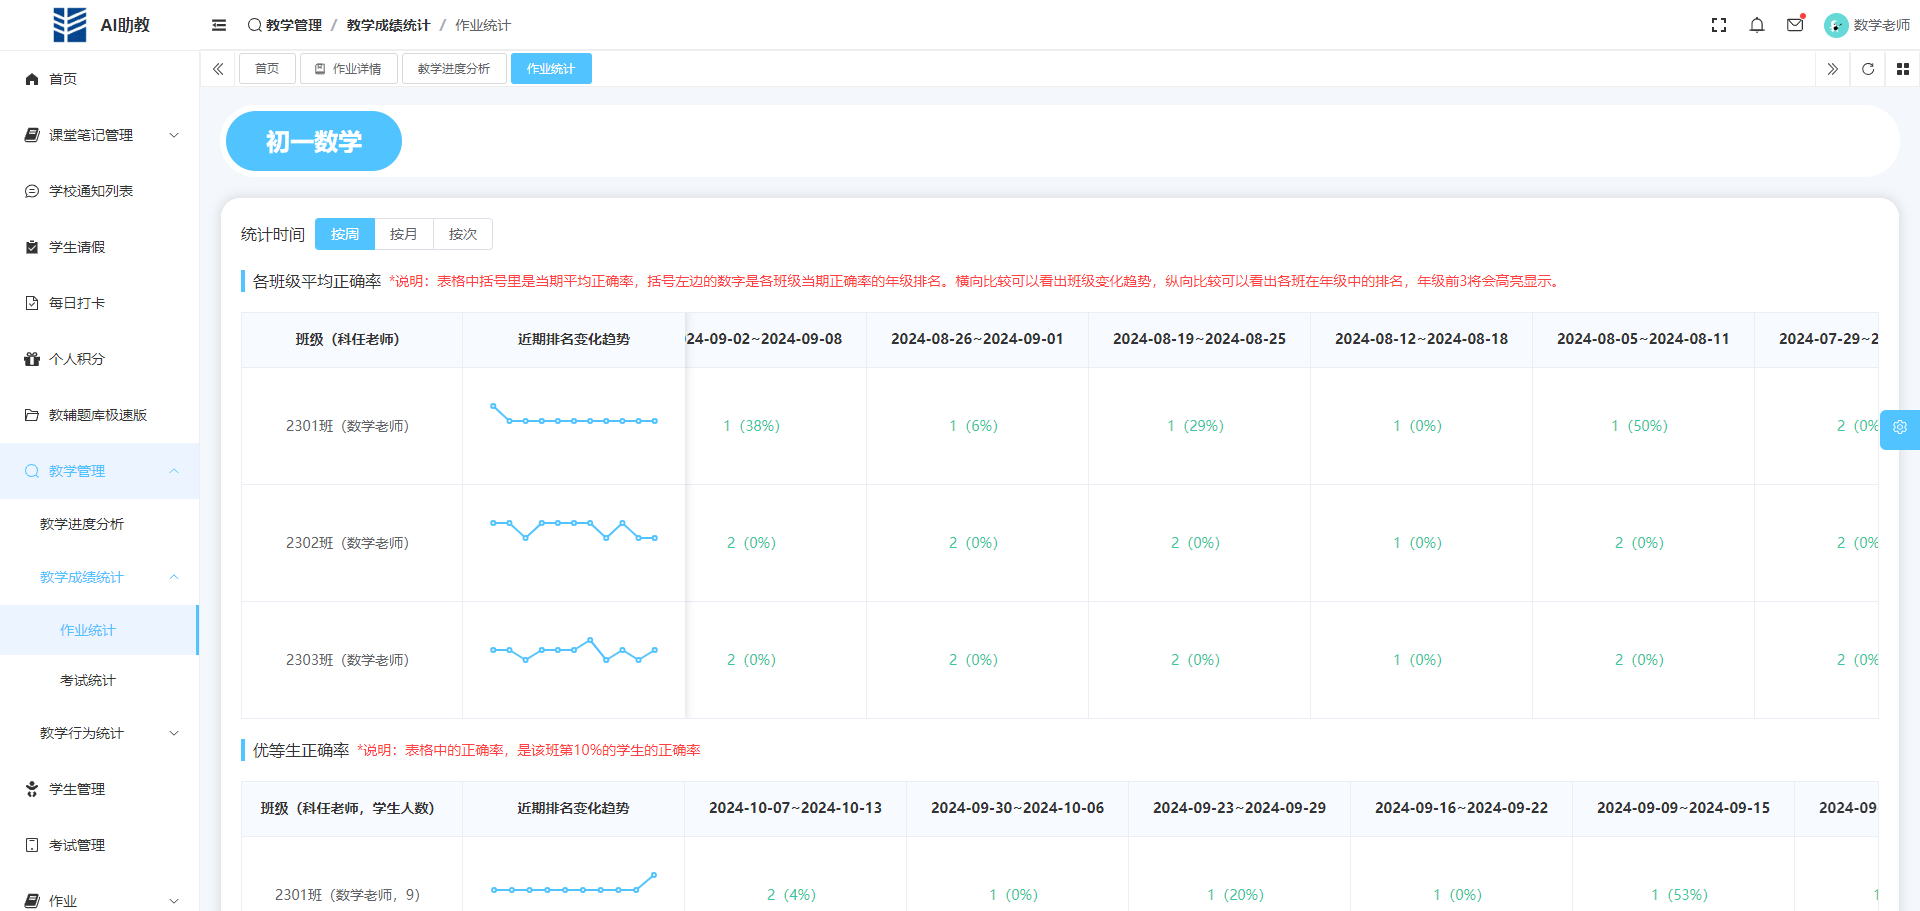 AI助教
教学管理 / 教学成绩统计 / 作业统计
数学老师
首页
作业详情
教学进度分析
作业统计
首页
课堂笔记管理
学校通知列表
学生请假
每日打卡
个人积分
教辅题库极速版
教学管理
教学进度分析
教学成绩统计
作业统计
考试统计
教学行为统计
学生管理
考试管理
作业
初一数学
统计时间 按周 按月 按次
各班级平均正确率 *说明：表格中括号里是当期平均正确率，括号左边的数字是各班级当期正确率的年级排名。横向比较可以看出班级变化趋势，纵向比较可以看出各班在年级中的排名，年级前3将会高亮显示。
班级（科任老师） 近期排名变化趋势 24-09-02~2024-09-08 2024-08-26~2024-09-01 2024-08-19~2024-08-25 2024-08-12~2024-08-18 2024-08-05~2024-08-11 2024-07-29~2
2301班（数学老师） 1（38%） 1（6%） 1（29%） 1（0%） 1（50%） 2（0%
2302班（数学老师） 2（0%） 2（0%） 2（0%） 1（0%） 2（0%） 2（0%
2303班（数学老师） 2（0%） 2（0%） 2（0%） 1（0%） 2（0%） 2（0%
优等生正确率 *说明：表格中的正确率，是该班第10%的学生的正确率
班级（科任老师，学生人数） 近期排名变化趋势 2024-10-07~2024-10-13 2024-09-30~2024-10-06 2024-09-23~2024-09-29 2024-09-16~2024-09-22 2024-09-09~2024-09-15 2024-09
2301班（数学老师，9） 2（4%） 1（0%） 1（20%） 1（0%） 1（53%） 1